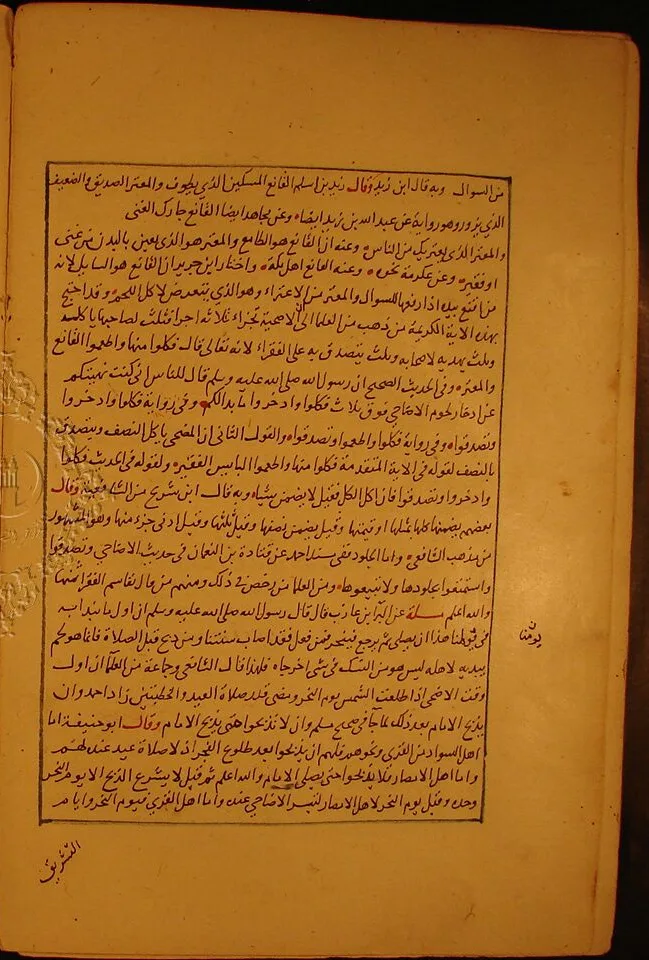 من السوال وبه قال ابن زيد وقال زيد بن اسلم القانع المسكين الذي يطوف والمعتر الصديق والضعيف
الذي يزور وهو رواية عن عبد الله بن زيد ايضا وعن مجاهد ايضا القانع جارك الغنى
والمعتر الذي يعتريك من الناس وعنه ان القانع هو الطامع والمعتر هو الذي يعتر بالبدن من غنى
او فقير وعن عكرمة نحوه وعنه القانع اهل مكة واختار ابن جرير ان القانع هو السايل لانه
من اقنع بيده اذا رفعها للسوال والمعتر من الاعتراء وهو الذي يتعرض لاكل اللحم وقد احتج
بهذه الاية الكريمة من ذهب من العلما الى ان الاضحية تجزا ثلاثة اجزا فثلث لصاحبها ياكله
وثلث يهديه لاصحابه وثلث يتصدق به على الفقراء لانه تعالى قال فكلوا منها واطعموا القانع
والمعتر وفي الحديث الصحيح ان رسول الله صلى الله عليه وسلم قال للناس اني كنت نهيتكم
عن ادخار لحوم الاضاحي فوق ثلاث فكلوا وادخروا ما بدا لكم وفي رواية فكلوا وادخروا
وتصدقوا وفي رواية فكلوا واطعموا وتصدقوا والقول الثاني ان المضحي ياكل النصف ويتصدق
بالنصف لقوله في الاية المتقدمة فكلوا منها واطعموا البايس الفقير ولقوله في الحديث فكلوا
وادخروا وتصدقوا فان اكل الكل فقيل لا يضمن شيا وبه قال ابن سريج من الشافعية وقال
بعضهم يضمنها كلها بمثلها او قيمتها وقيل يضمن نصفها وقيل ثلثها وقيل ادنى جزء منها وهو المشهور
من مذهب الشافعي واما الجلود ففي مسند احمد عن قتادة بن النعمان في حديث الاضاحي وتصدقوا
واستمتعوا بجلودها ولا تبيعوها ومن العلما من رخص في ذلك ومنهم من قال يقاسم الفقرا ثمنها
والله اعلم مسلة عن البرا بن عازب قال قال رسول الله صلى الله عليه وسلم ان اول ما نبدا به
في يومنا هذا ان نصلي ثم نرجع فننحر فمن فعل فقد اصاب سنتنا ومن ذبح قبل الصلاة فانما هو لحم
يهديه لاهله ليس هو من النسك في شى اخرجاه فلهذا قال الشافعي وجماعة من العلما ان اول
وقت الاضحى اذا طلعت الشمس يوم النحر ومضى قدر صلاة العيد والخطبتين زاد احمد وان
يذبح الامام بعد ذلك لما جآ في صحيح مسلم وان لا تذبحوا حتى يذبح الامام وقال ابو حنيفة اما
اهل السواد من القرى ونحوهم فلهم ان يذبحوا بعد طلوع الفجر اذ لا صلاة عيد عنده لهم
واما اهل الامصار فلا يذبحوا حتى يصلي الامام والله اعلم ثم قيل لا يشرع الذبح الا يوم النحر
وحده وقيل يوم النحر لاهل الامصار لتيسر الاضاحي عندهم واما اهل القرى فيوم النحر وايام
يومنا
التشريق